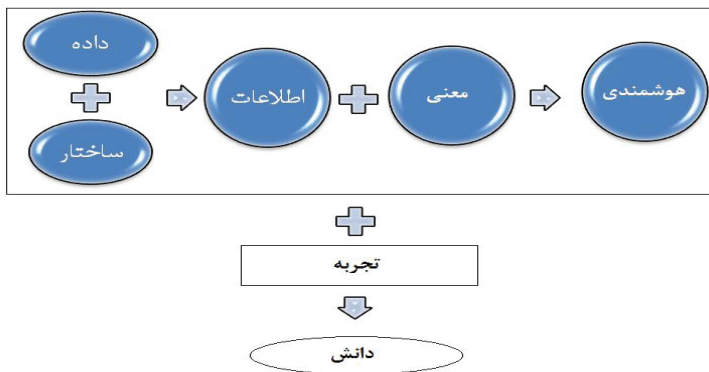 داده
ساختار
اطلاعات
معنی
هوشمندی
تجربه
دانش